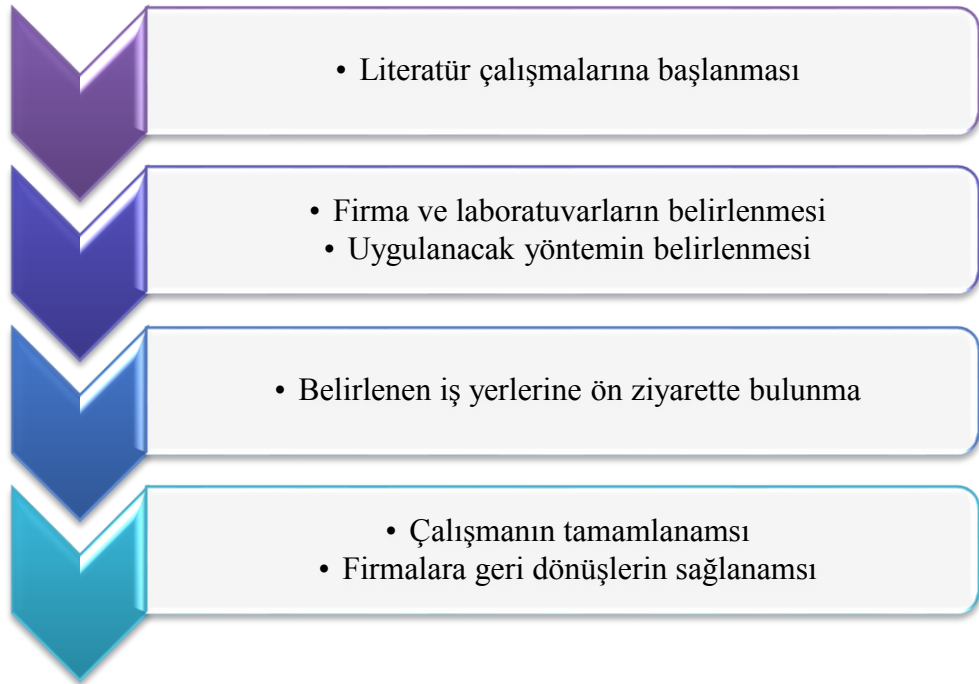 • Literatür çalışmalarına başlanması
• Firma ve laboratuvarların belirlenmesi
• Uygulanacak yöntemin belirlenmesi
• Belirlenen iş yerlerine ön ziyarette bulunma
• Çalışmanın tamamlanamsı
• Firmalara geri dönüşlerin sağlanamsı